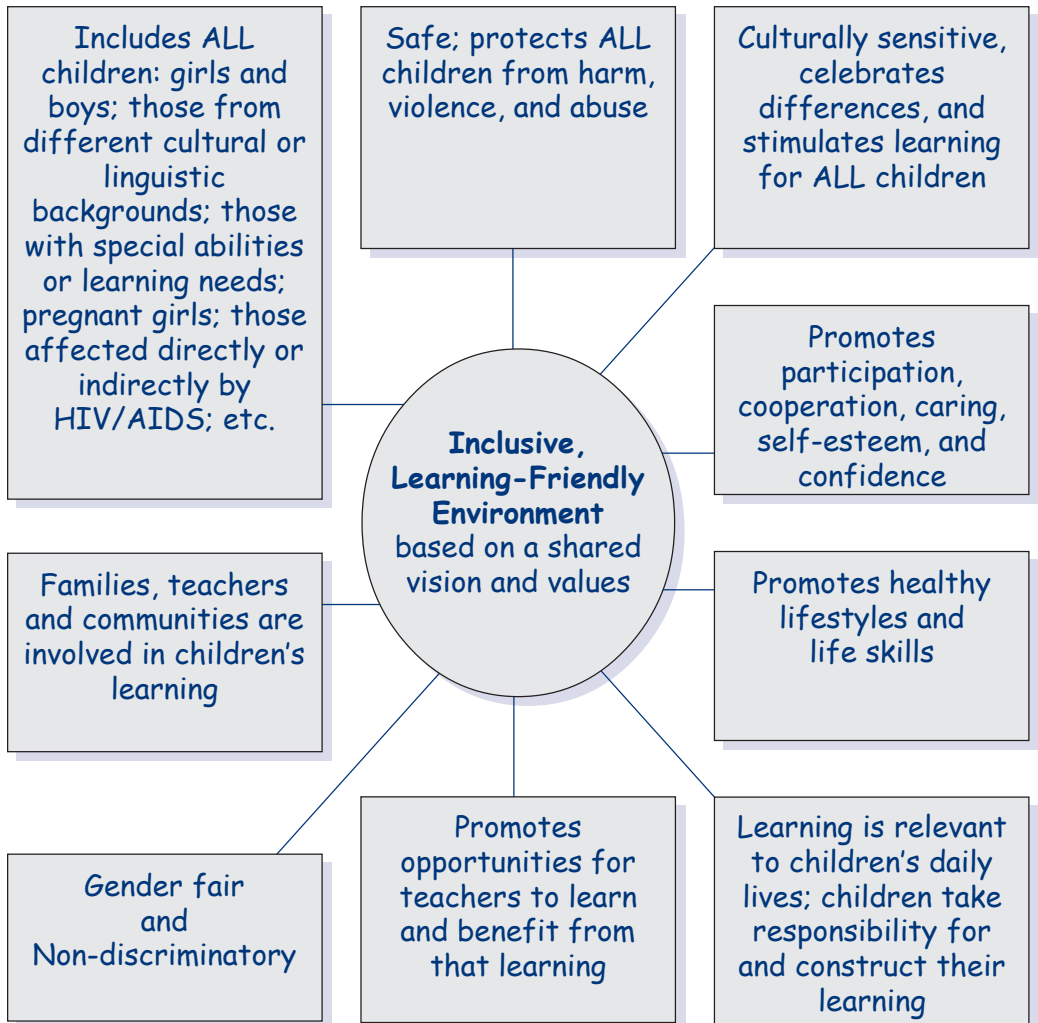 Includes ALL
children: girls and
boys; those from
different cultural or
linguistic
backgrounds; those
with special abilities
or learning needs;
pregnant girls; those
affected directly or
indirectly by
HIV/AIDS; etc.
Safe; protects ALL
children from harm,
violence, and abuse
Culturally sensitive,
celebrates
differences, and
stimulates learning
for ALL children
Promotes
participation,
cooperation, caring,
self-esteem, and
confidence
Inclusive,
Learning-Friendly
Environment
based on a shared
vision and values
Families, teachers
and communities are
involved in children's
learning
Promotes healthy
lifestyles and
life skills
Gender fair
and
Non-discriminatory
Promotes
opportunities for
teachers to learn
and benefit from
that learning
Learning is relevant
to children's daily
lives; children take
responsibility for
and construct their
learning